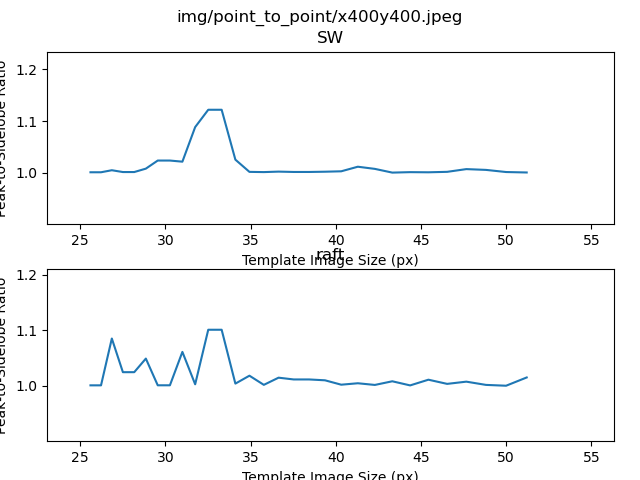 img/point_to_point/x400y400.jpeg
SW
1.2
1.1
1.0
Peak-to-Sidelobe Ratio
25 30 35 40 45 50 55
Template Image Size (px)
raft
1.2
1.1
1.0
Peak-to-Sidelobe Ratio
25 30 35 40 45 50 55
Template Image Size (px)